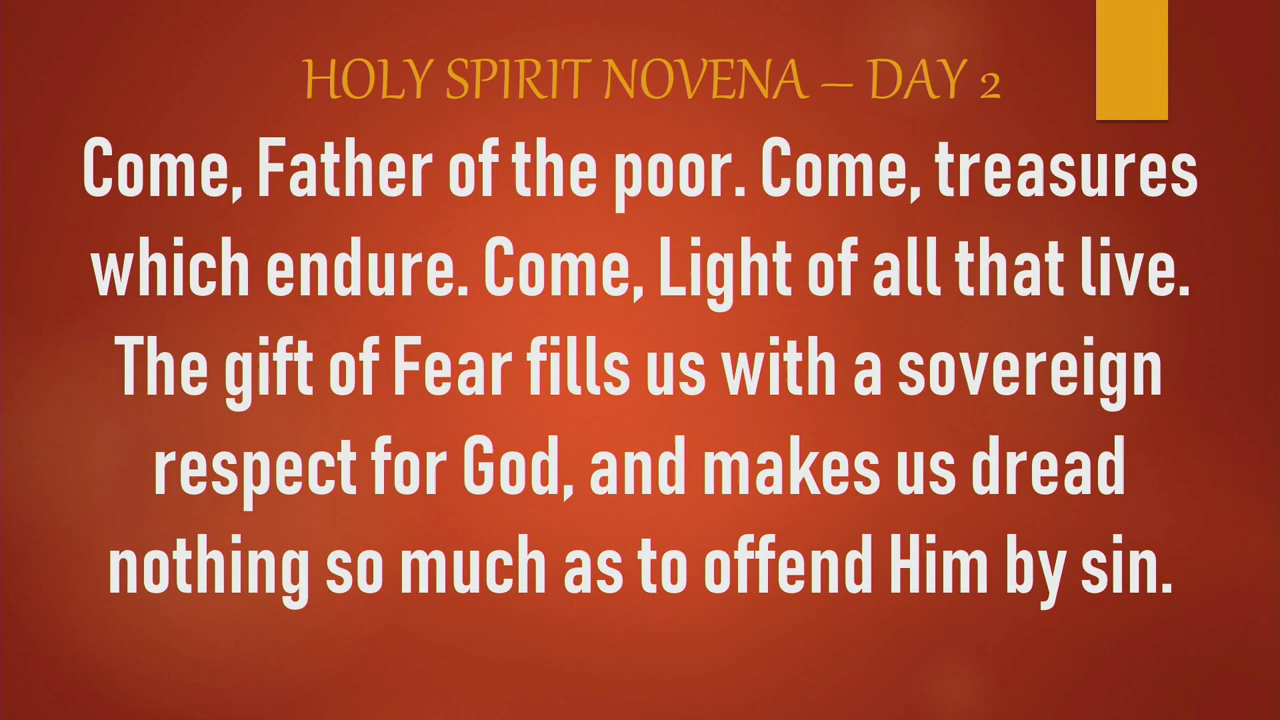 HOLY SPIRIT NOVENA – DAY 2
Come, Father of the poor. Come, treasures
which endure. Come, Light of all that live.
The gift of Fear fills us with a sovereign
respect for God, and makes us dread
nothing so much as to offend Him by sin.